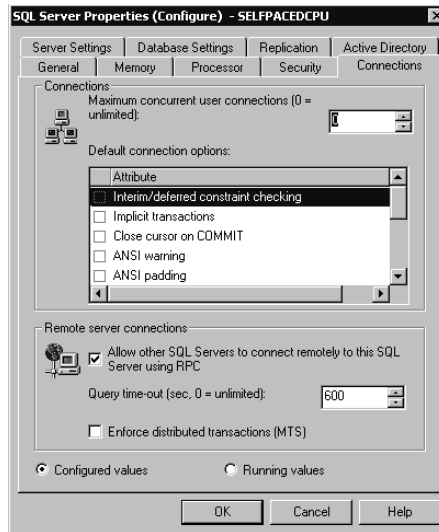 SQL Server Properties (Configure) - SELFPACEDCPU
Server Settings
Database Settings
Replication
Active Directory
General
Memory
Processor
Security
Connections
Connections
Maximum concurrent user connections (0 =
unlimited):
0
Default connection options:
Attribute
Interim/deferred constraint checking
Implicit transactions
Close cursor on COMMIT
ANSI warning
ANSI padding
Remote server connections
Allow other SQL Servers to connect remotely to this SQL
Server using RPC
Query time-out (sec, 0 = unlimited):
600
Enforce distributed transactions (MTS)
Configured values
Running values
OK
Cancel
Help